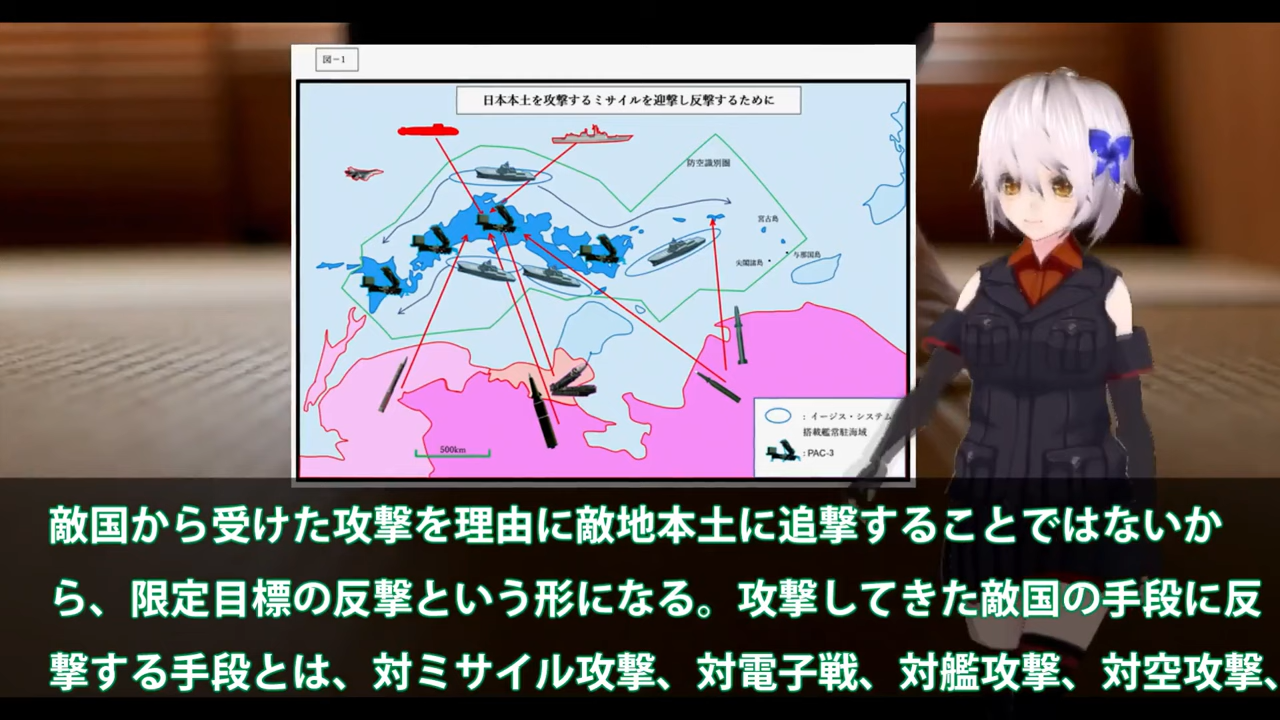 図－1
日本本土を攻撃するミサイルを迎撃し反撃するために
防空識別圏
宮古島
尖閣諸島
与那国島
500km
：イージス・システム
搭載艦常駐海域
：PAC-3
敵国から受けた攻撃を理由に敵地本土に追撃することではないか
ら、限定目標の反撃という形になる。攻撃してきた敵国の手段に反
撃する手段とは、対ミサイル攻撃、対電子戦、対艦攻撃、対空攻撃、